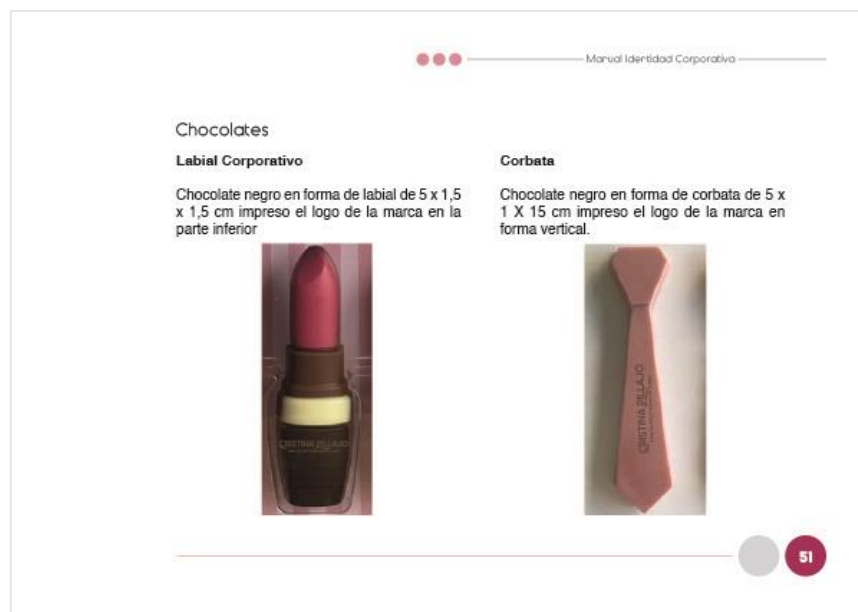 Manual Identidad Corporativa
Chocolates
Labial Corporativo
Chocolate negro en forma de labial de 5 x 1,5
x 1,5 cm impreso el logo de la marca en la
parte inferior
Corbata
Chocolate negro en forma de corbata de 5 x
1 X 15 cm impreso el logo de la marca en
forma vertical.
CRISTINA PILLAJO
CRISTINA PILLAJO
51